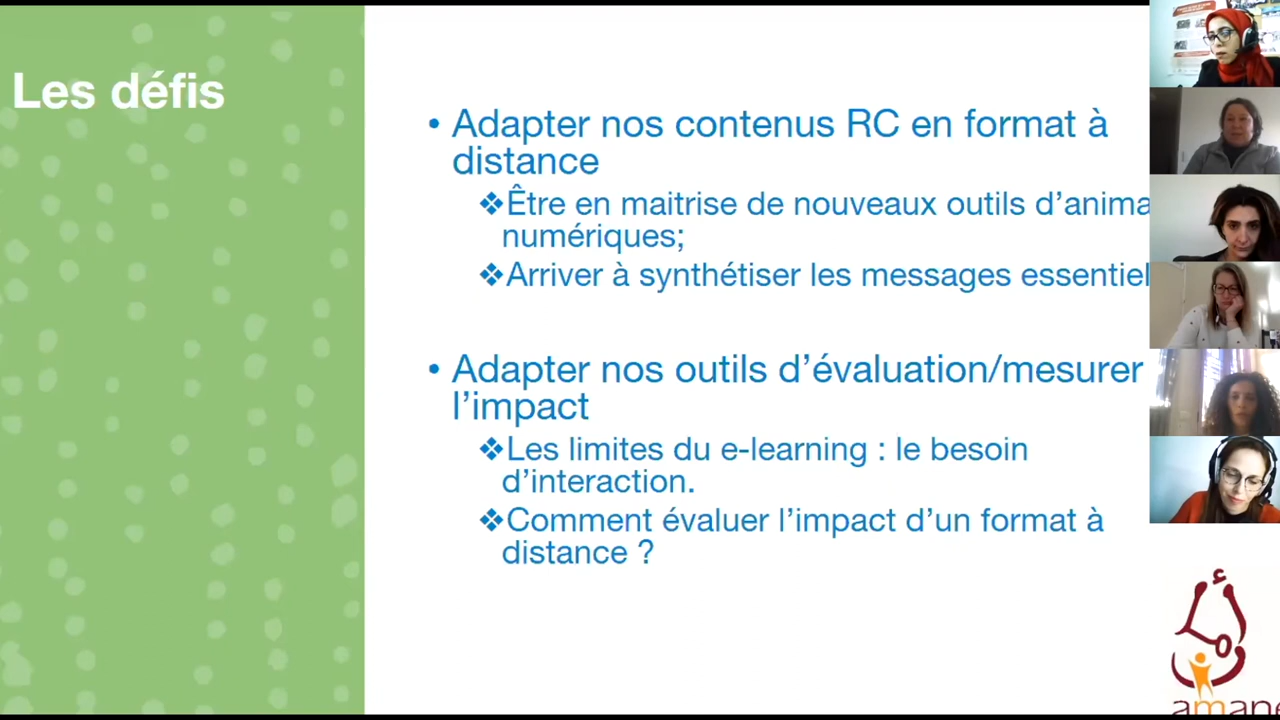 Les défis
• Adapter nos contenus RC en format à
distance
❖Être en maitrise de nouveaux outils d’anima
numériques;
❖Arriver à synthétiser les messages essentiel
• Adapter nos outils d’évaluation/mesurer
l’impact
❖Les limites du e-learning : le besoin
d’interaction.
❖Comment évaluer l’impact d’un format à
distance ?
amane